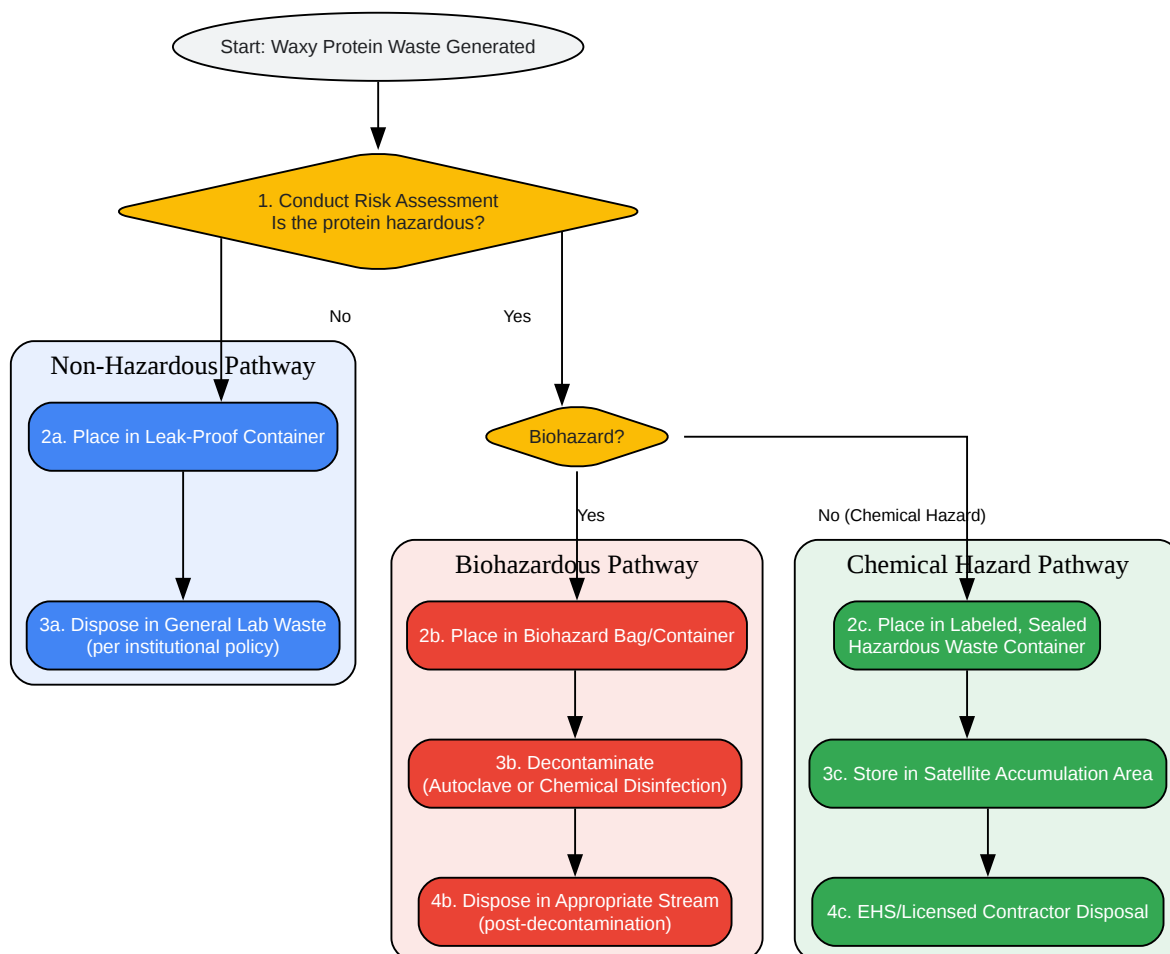 Start: Waxy Protein Waste Generated
1. Conduct Risk Assessment
Is the protein hazardous?
No
Yes
Non-Hazardous Pathway
2a. Place in Leak-Proof Container
3a. Dispose in General Lab Waste
(per institutional policy)
Biohazard?
Yes
No (Chemical Hazard)
Biohazardous Pathway
2b. Place in Biohazard Bag/Container
3b. Decontaminate
(Autoclave or Chemical Disinfection)
4b. Dispose in Appropriate Stream
(post-decontamination)
Chemical Hazard Pathway
2c. Place in Labeled, Sealed
Hazardous Waste Container
3c. Store in Satellite Accumulation Area
4c. EHS/Licensed Contractor Disposal